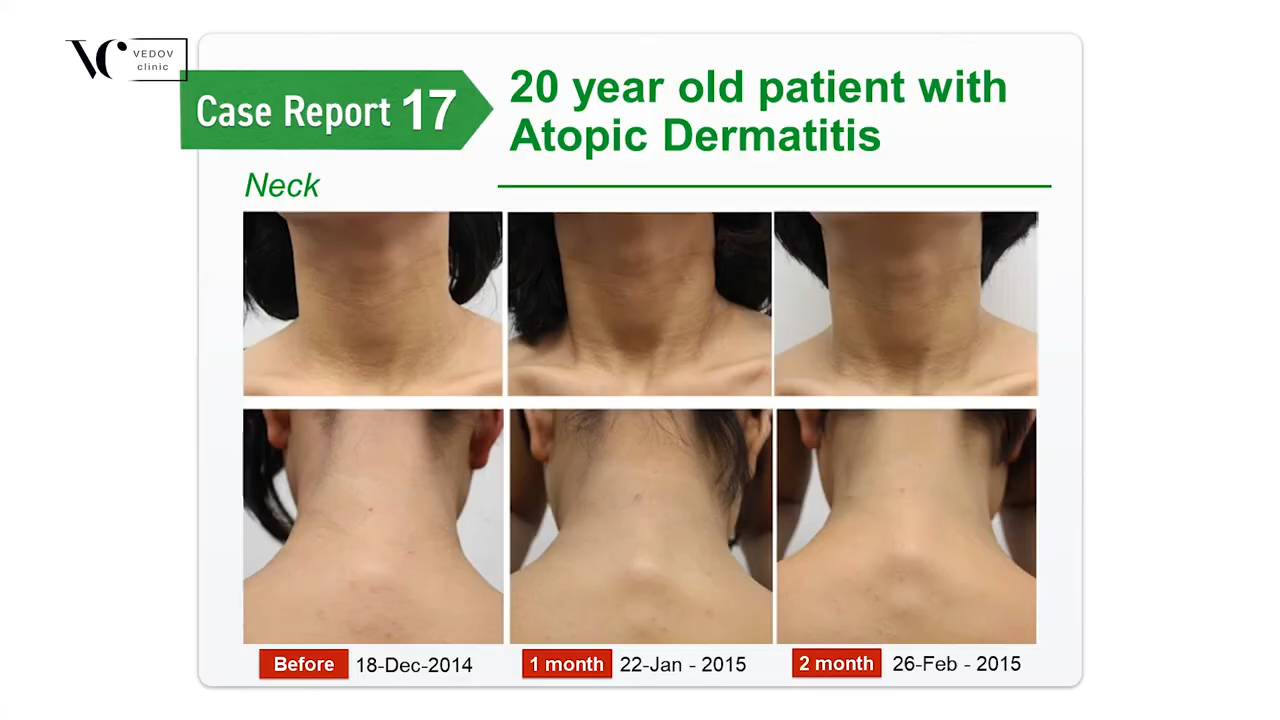 VC
VEDOV
clinic
Case Report 17
20 year old patient with
Atopic Dermatitis
Neck
Before 18-Dec-2014
1 month 22-Jan - 2015
2 month 26-Feb - 2015